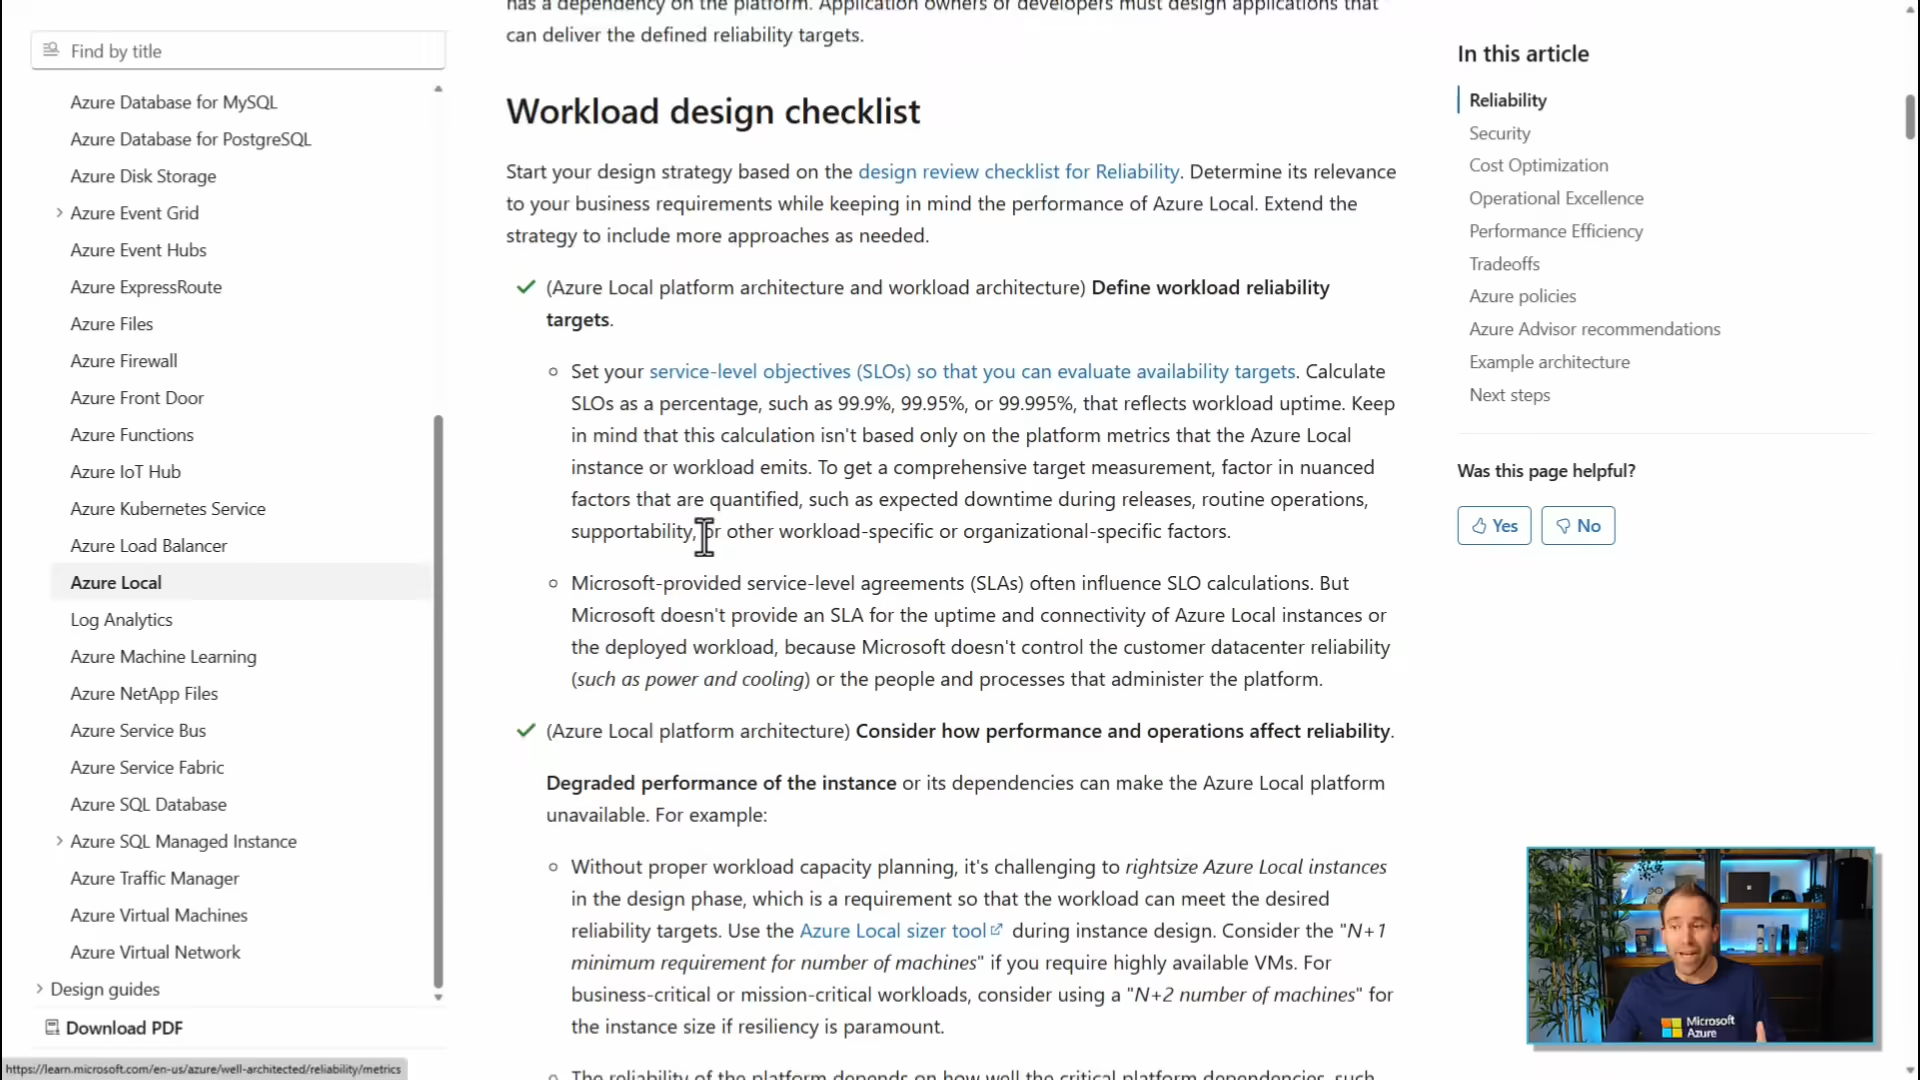 Find by title
Azure Database for MySQL
Azure Database for PostgreSQL
Azure Disk Storage
Azure Event Grid
Azure Event Hubs
Azure ExpressRoute
Azure Files
Azure Firewall
Azure Front Door
Azure Functions
Azure IoT Hub
Azure Kubernetes Service
Azure Load Balancer
Azure Local
Log Analytics
Azure Machine Learning
Azure NetApp Files
Azure Service Bus
Azure Service Fabric
Azure SQL Database
Azure SQL Managed Instance
Azure Traffic Manager
Azure Virtual Machines
Azure Virtual Network
Design guides
Download PDF
https://learn.microsoft.com/en-us/azure/well-architected/reliability/metrics
has a dependency on the platform. Application owners or developers must design applications that
can deliver the defined reliability targets.
Workload design checklist
Start your design strategy based on the design review checklist for Reliability. Determine its relevance
to your business requirements while keeping in mind the performance of Azure Local. Extend the
strategy to include more approaches as needed.
(Azure Local platform architecture and workload architecture) Define workload reliability
targets.
Set your service-level objectives (SLOs) so that you can evaluate availability targets. Calculate
SLOs as a percentage, such as 99.9%, 99.95%, or 99.995%, that reflects workload uptime. Keep
in mind that this calculation isn't based only on the platform metrics that the Azure Local
instance or workload emits. To get a comprehensive target measurement, factor in nuanced
factors that are quantified, such as expected downtime during releases, routine operations,
supportability, or other workload-specific or organizational-specific factors.
Microsoft-provided service-level agreements (SLAs) often influence SLO calculations. But
Microsoft doesn't provide an SLA for the uptime and connectivity of Azure Local instances or
the deployed workload, because Microsoft doesn't control the customer datacenter reliability
(such as power and cooling) or the people and processes that administer the platform.
(Azure Local platform architecture) Consider how performance and operations affect reliability.
Degraded performance of the instance or its dependencies can make the Azure Local platform
unavailable. For example:
Without proper workload capacity planning, it's challenging to rightsize Azure Local instances
in the design phase, which is a requirement so that the workload can meet the desired
reliability targets. Use the Azure Local sizer tool during instance design. Consider the "N+1
minimum requirement for number of machines" if you require highly available VMs. For
business-critical or mission-critical workloads, consider using a "N+2 number of machines" for
the instance size if resiliency is paramount.
The reliability of the platform depends on how well the critical platform dependencies, such
In this article
Reliability
Security
Cost Optimization
Operational Excellence
Performance Efficiency
Tradeoffs
Azure policies
Azure Advisor recommendations
Example architecture
Next steps
Was this page helpful?
Yes
No
Microsoft
Azure